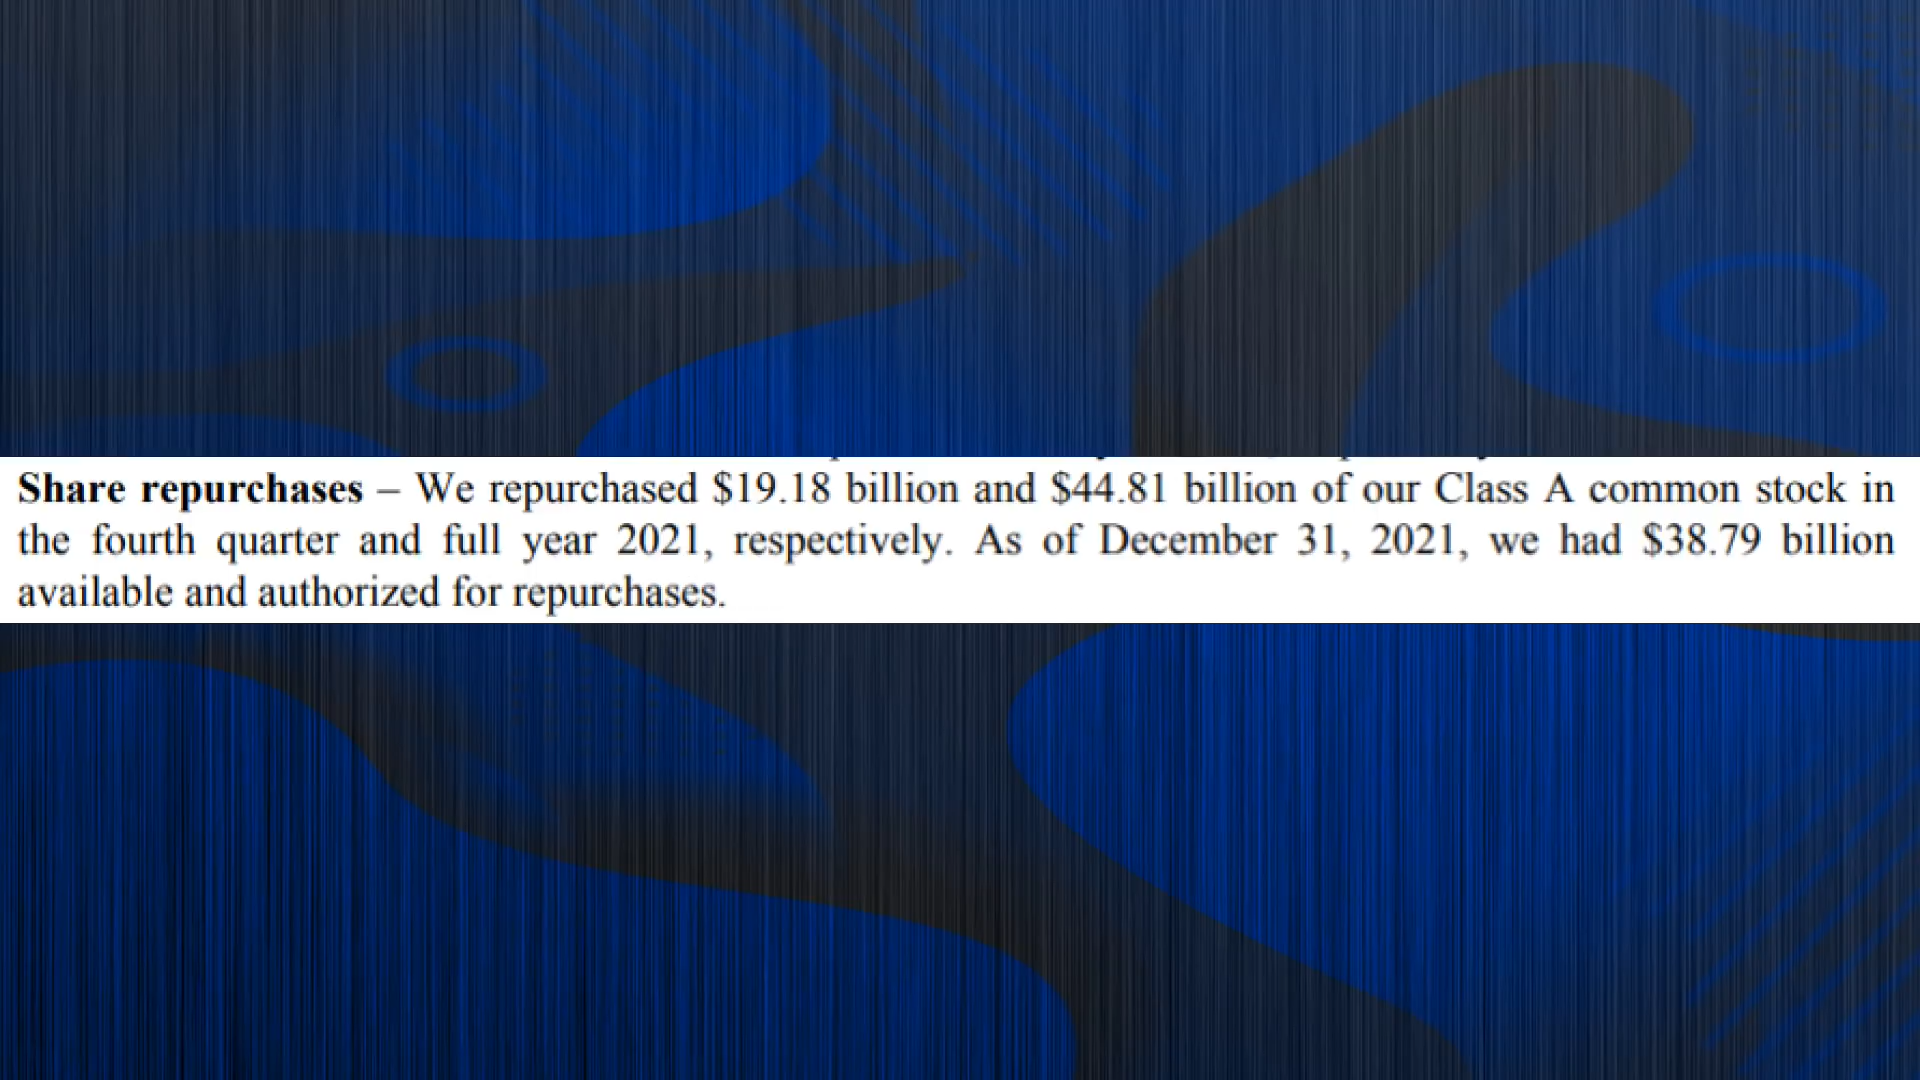 Share repurchases – We repurchased $19.18 billion and $44.81 billion of our Class A common stock in
the fourth quarter and full year 2021, respectively. As of December 31, 2021, we had $38.79 billion
available and authorized for repurchases.